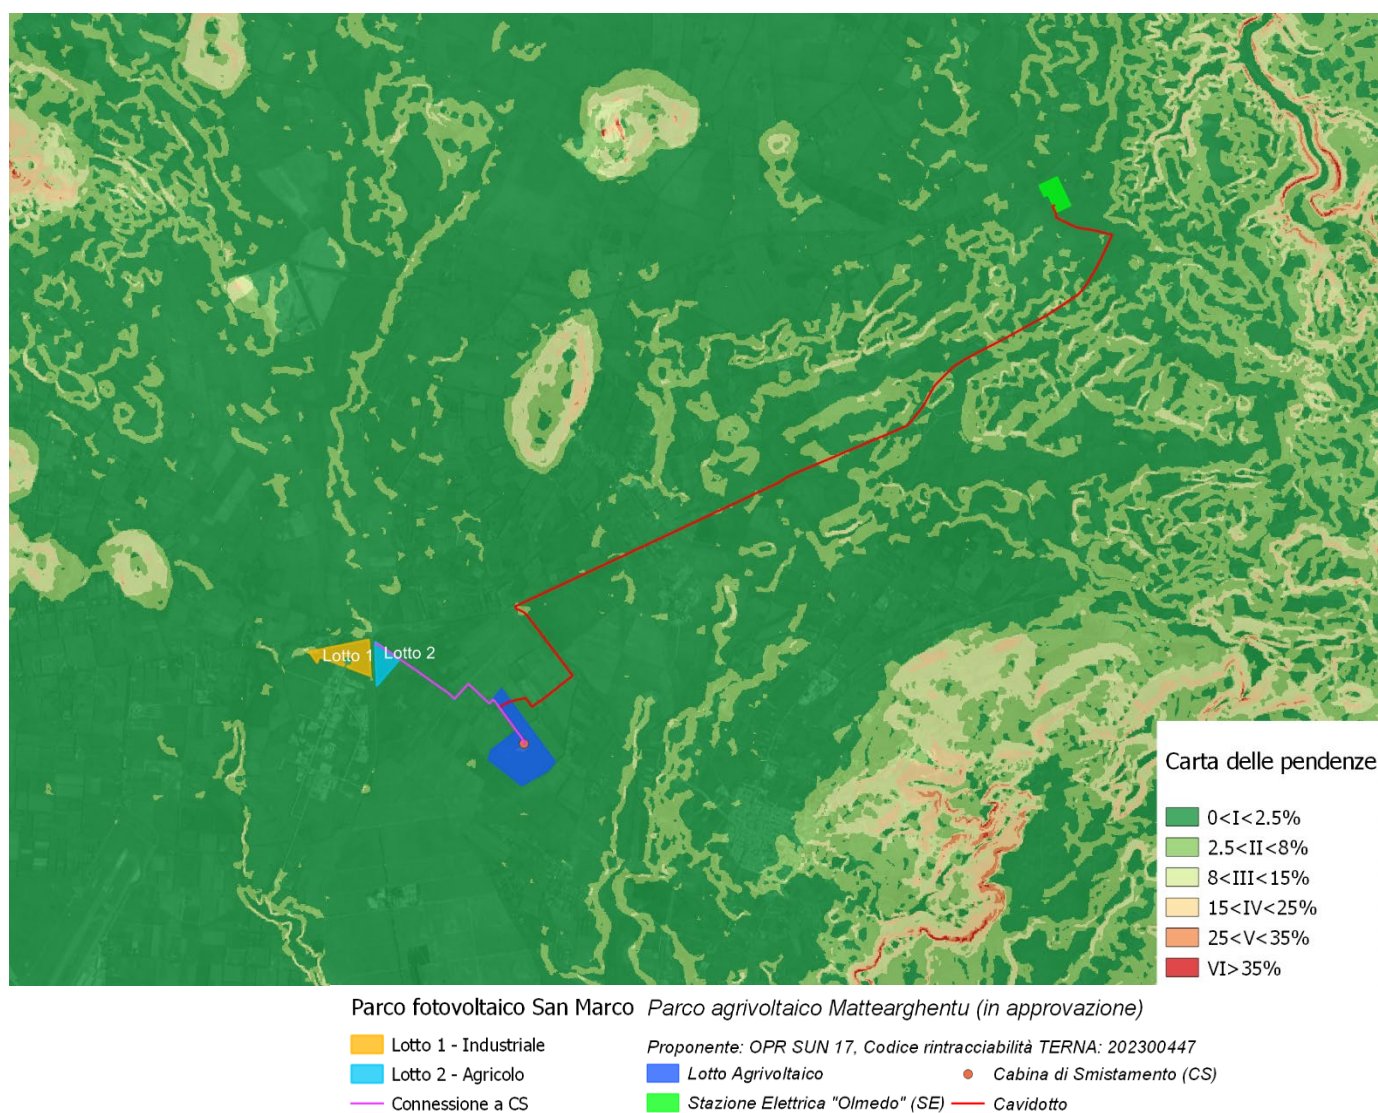 Lotto 1
Lotto 2
Carta delle pendenze
0<I<2.5%
2.5<II<8%
8<III<15%
15<IV<25%
25<V<35%
VI>35%
Parco fotovoltaico San Marco
Lotto 1 - Industriale
Lotto 2 - Agricolo
Connessione a CS
Parco agrivoltaico Mattearghentu (in approvazione)
Proponente: OPR SUN 17, Codice rintracciabilità TERNA: 202300447
Lotto Agrivoltaico
Cabina di Smistamento (CS)
Stazione Elettrica "Olmedo" (SE)
Cavidotto